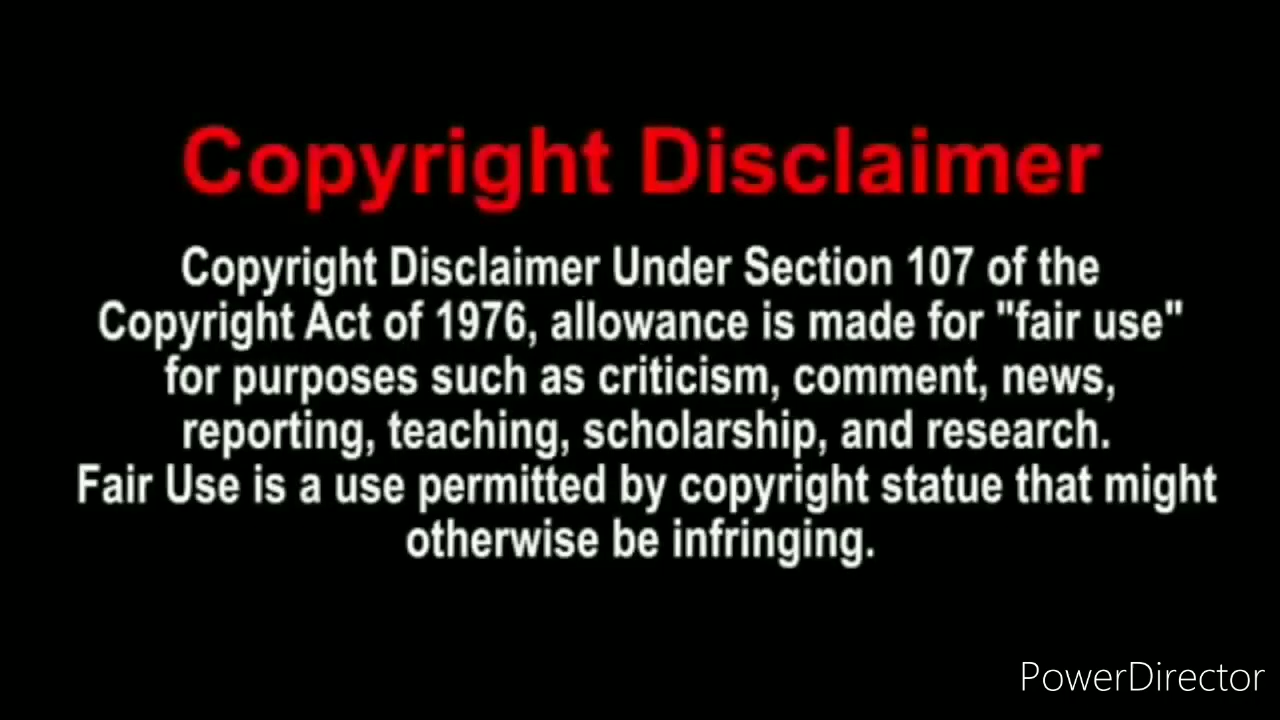 Copyright Disclaimer
Copyright Disclaimer Under Section 107 of the
Copyright Act of 1976, allowance is made for "fair use"
for purposes such as criticism, comment, news,
reporting, teaching, scholarship, and research.
Fair Use is a use permitted by copyright statue that might
otherwise be infringing.
PowerDirector